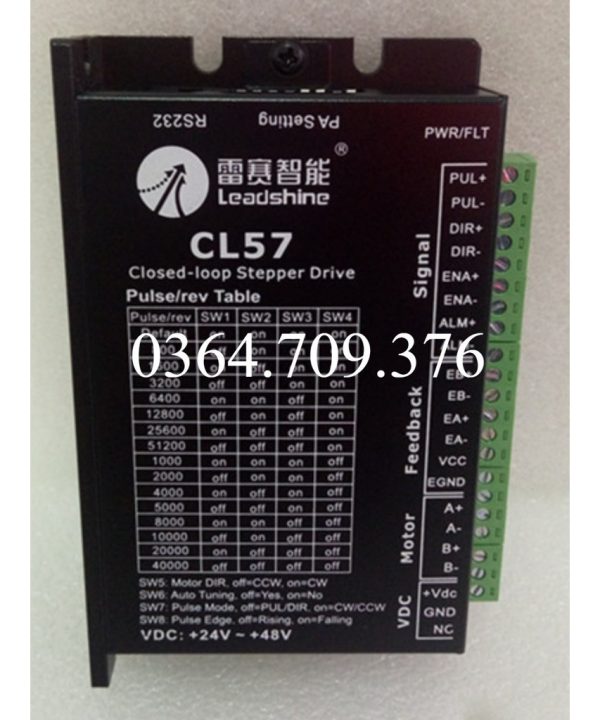 RS232 PA Setting
PWR/FLT
雷赛智能®
Leadshine
CL57
Closed-loop Stepper Drive
Pulse/rev Table
Pulse/rev SW1 SW2 SW3 SW4
Default on on on on
0364.709.376
3200 off off on on
6400 on on off on
12800 off on off on
25600 on off off on
51200 off off off on
1000 on on on off
2000 off on on off
4000 on off on off
5000 off off on off
8000 on on off off
10000 off on off off
20000 on off off off
40000 off off off off
SW5: Motor DIR, off=CCW, on=CW
SW6: Auto Tuning, off=Yes, on=No
SW7: Pulse Mode, off=PUL/DIR, on=CW/CCW
SW8: Pulse Edge, off=Rising, on=Falling
VDC: +24V ~ +48V
Signal
PUL+
PUL-
DIR+
DIR-
ENA+
ENA-
ALM+
Feedback
EB-
EA+
EA-
VCC
EGND
Motor
A+
A-
B+
B-
VDC
+Vdc
GND
NC